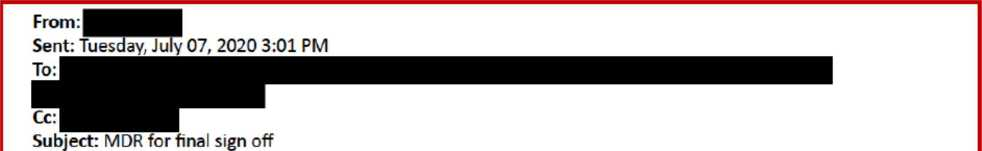 From:
Sent: Tuesday, July 07, 2020 3:01 PM
To:
Cc:
Subject: MDR for final sign off